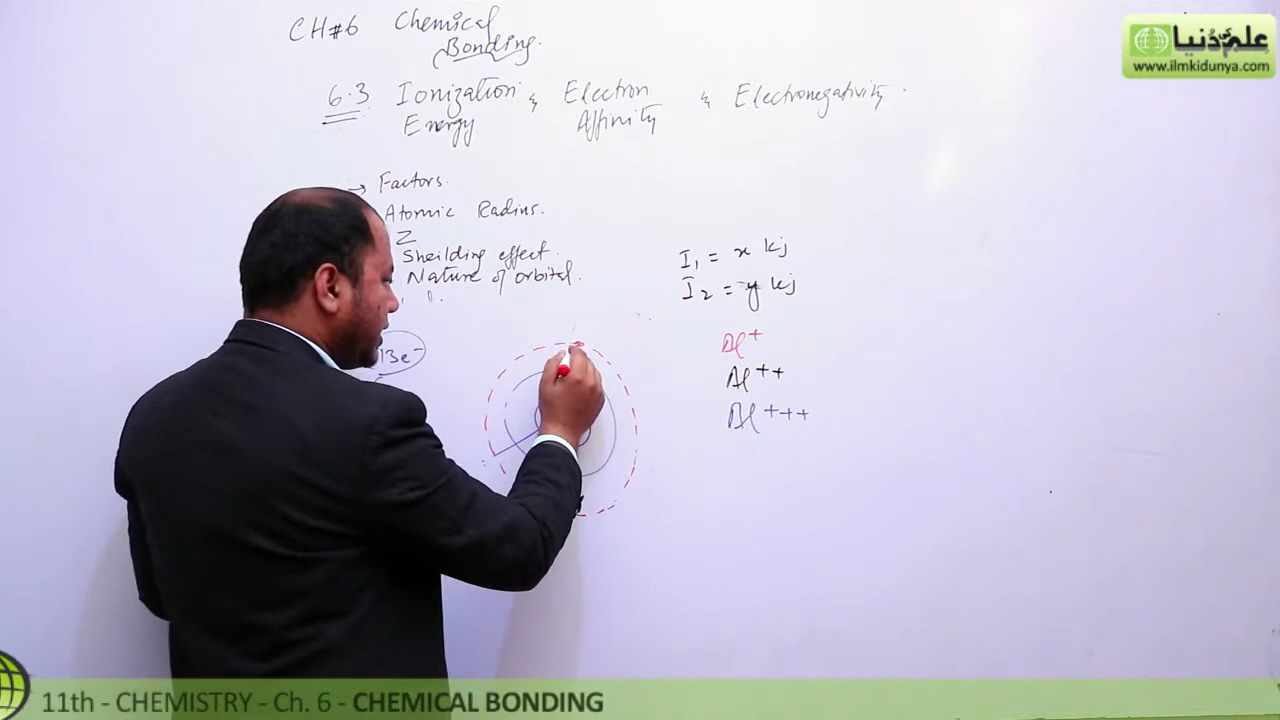 CH#6 Chemical
Bonding.
6.3 Ionization & Electron & Electronegativity.
Energy Affinity
→ Factors.
Atomic Radius.
Z
Sheilding effect.
Nature of orbital.
I1 = x kj
I2 = y kj
13e-
Al+
Al++
Al+++
علم کی دنیا
www.ilmkidunya.com
11th - CHEMISTRY - Ch. 6 - CHEMICAL BONDING